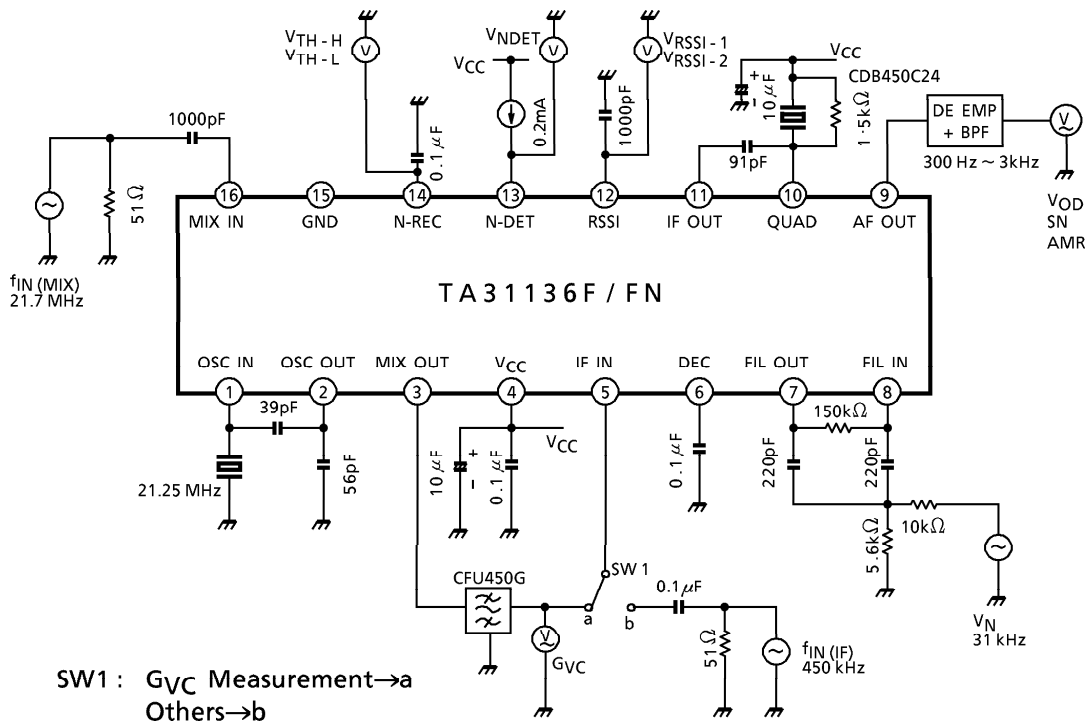 VTH - H
VTH - L
VNDET
VCC
0.2mA
VRSSI - 1
VRSSI - 2
VCC
CDB450C24
+
−
10 μF
1·5kΩ
1000pF
0.1 μF
1000pF
91pF
DE EMP
+ BPF
300 Hz ~ 3kHz
V
V
V
V
51 Ω
16
15
14
13
12
11
10
9
MIX IN
GND
N-REC
N-DET
RSSI
IF OUT
QUAD
AF OUT
VOD
SN
AMR
fIN (MIX)
21.7 MHz
TA31136F / FN
OSC IN
OSC OUT
MIX OUT
VCC
IF IN
DEC
FIL OUT
FIL IN
1
2
3
4
5
6
7
8
39pF
150kΩ
VCC
56pF
10 μF
+
−
0.1 μF
0.1 μF
220pF
220pF
21.25 MHz
10kΩ
5.6kΩ
CFU450G
SW 1
0.1 μF
a
b
V
GVC
51 Ω
fIN (IF)
450 kHz
VN
31 kHz
SW1 : GVC Measurement→a
Others→b